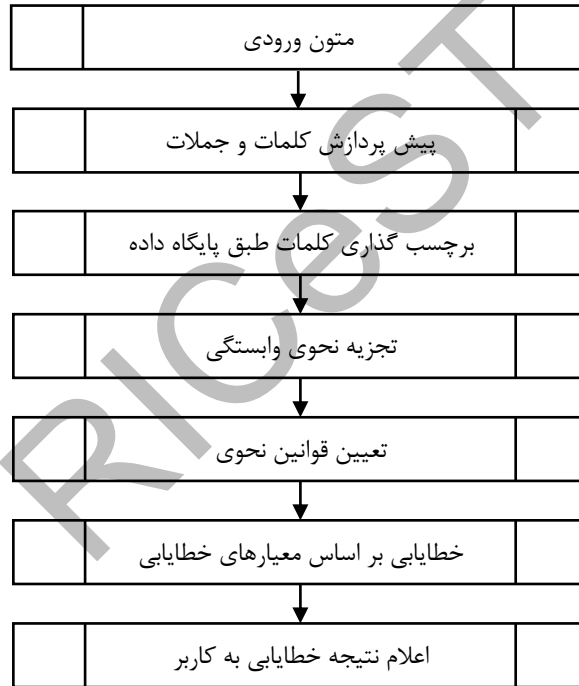 متون ورودی
پیش پردازش کلمات و جملات
برچسب گذاری کلمات طبق پایگاه داده
تجزیه نحوی وابستگی
تعیین قوانین نحوی
خطایابی بر اساس معیارهای خطایابی
اعلام نتیجه خطایابی به کاربر
RICeST